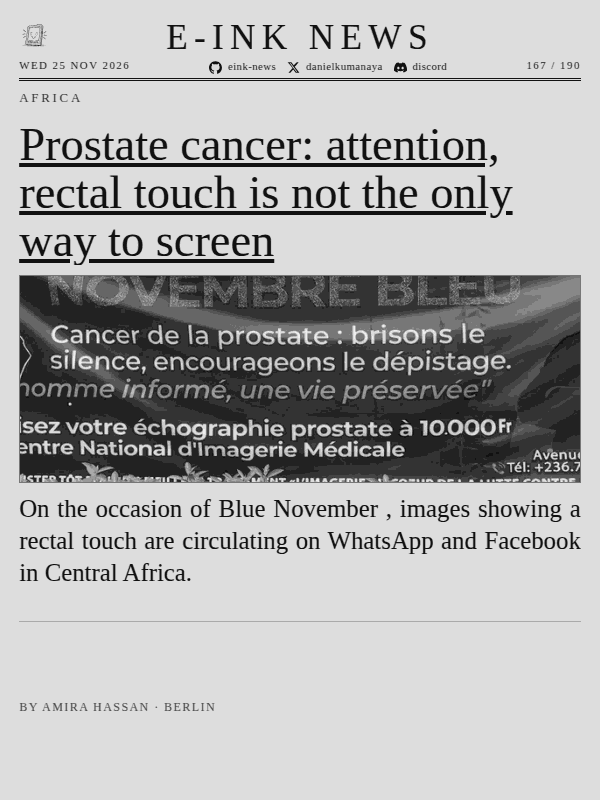 E-INK NEWS
WED 25 NOV 2026
eink-news
danielkumanaya
discord
167 / 190
AFRICA
Prostate cancer: attention,
rectal touch is not the only
way to screen
NOVEMBRE BLEU
Cancer de la prostate : brisons le
silence, encourageons le dépistage.
homme informé, une vie préservée"
isez votre échographie prostate à 10.000Fr
entre National d'Imagerie Médicale
Avenue
Tél: +236.7
On the occasion of Blue November , images showing a
rectal touch are circulating on WhatsApp and Facebook
in Central Africa.
BY AMIRA HASSAN · BERLIN